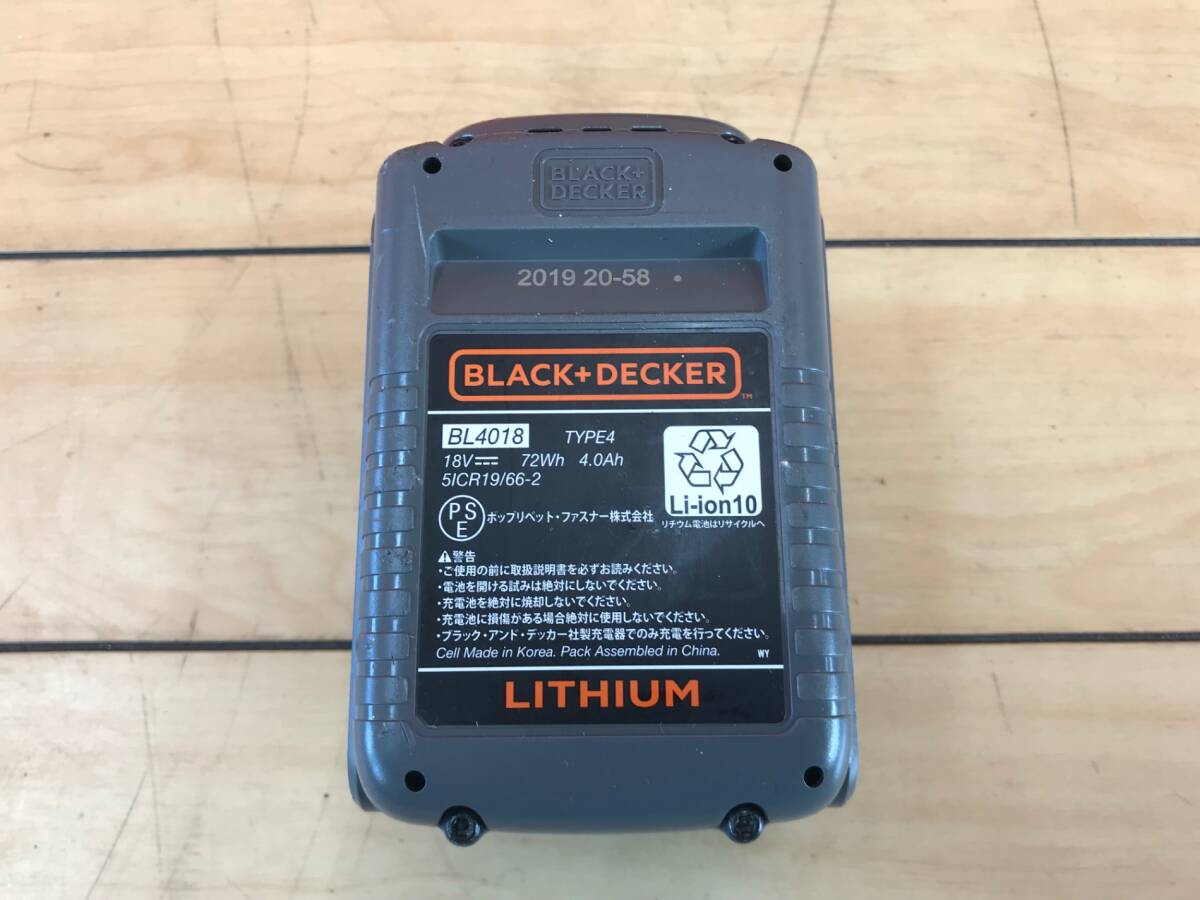 BLACK+
DECKER
2019 20-58
BLACK+DECKER™
BL4018 TYPE4
18V 72Wh 4.0Ah
5ICR19/66-2
Li-ion10
リチウム電池はリサイクルへ
PS
E
ポップリベット・ファスナー株式会社
警告
・ご使用の前に取扱説明書を必ずお読みください。
・電池を開ける試みは絶対にしないでください。
・充電池を絶対に焼却しないでください。
・充電池に損傷がある場合絶対に使用しないでください。
・ブラック・アンド・デッカー社製充電器でのみ充電を行ってください。
Cell Made in Korea. Pack Assembled in China. WY
LITHIUM